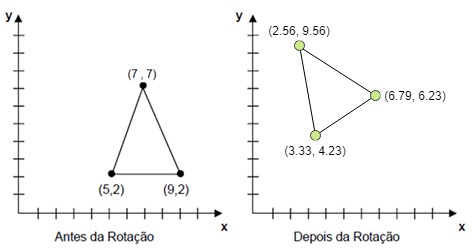 y
(7 , 7)
(5,2)
(9,2)
x
Antes da Rotação
y
(2.56, 9.56)
(6.79, 6.23)
(3.33, 4.23)
x
Depois da Rotação